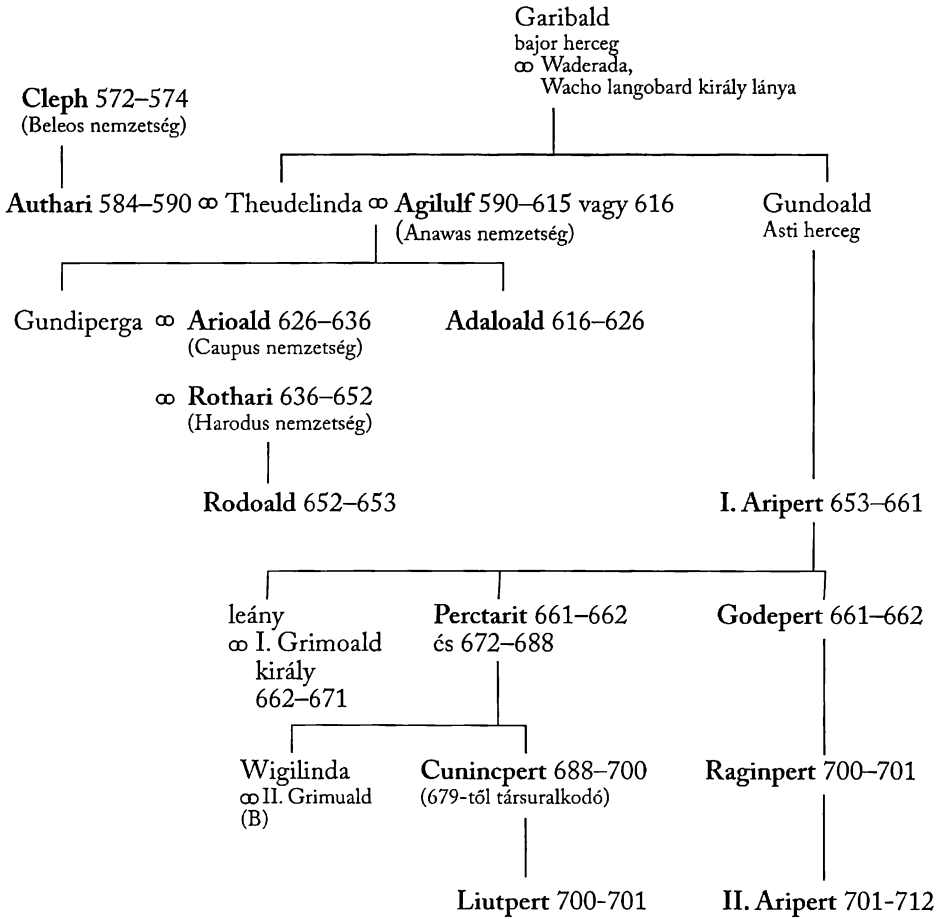 Garibald
bajor herceg
ꝏ Waderada,
Wacho langobard király lánya
Cleph 572–574
(Beleos nemzetség)
Authari 584–590 ꝏ Theudelinda ꝏ Agilulf 590–615 vagy 616
(Anawas nemzetség)
Gundoald
Asti herceg
Gundiperga ꝏ Arioald 626–636
(Caupus nemzetség)
Adaloald 616–626
ꝏ Rothari 636–652
(Harodus nemzetség)
Rodoald 652–653
I. Aripert 653–661
leány
ꝏ I. Grimoald
király
662–671
Perctarit 661–662
és 672–688
Godepert 661–662
Wigilinda
ꝏ II. Grimuald
(B)
Cunincpert 688–700
(679-től társuralkodó)
Raginpert 700–701
Liutpert 700-701
II. Aripert 701-712